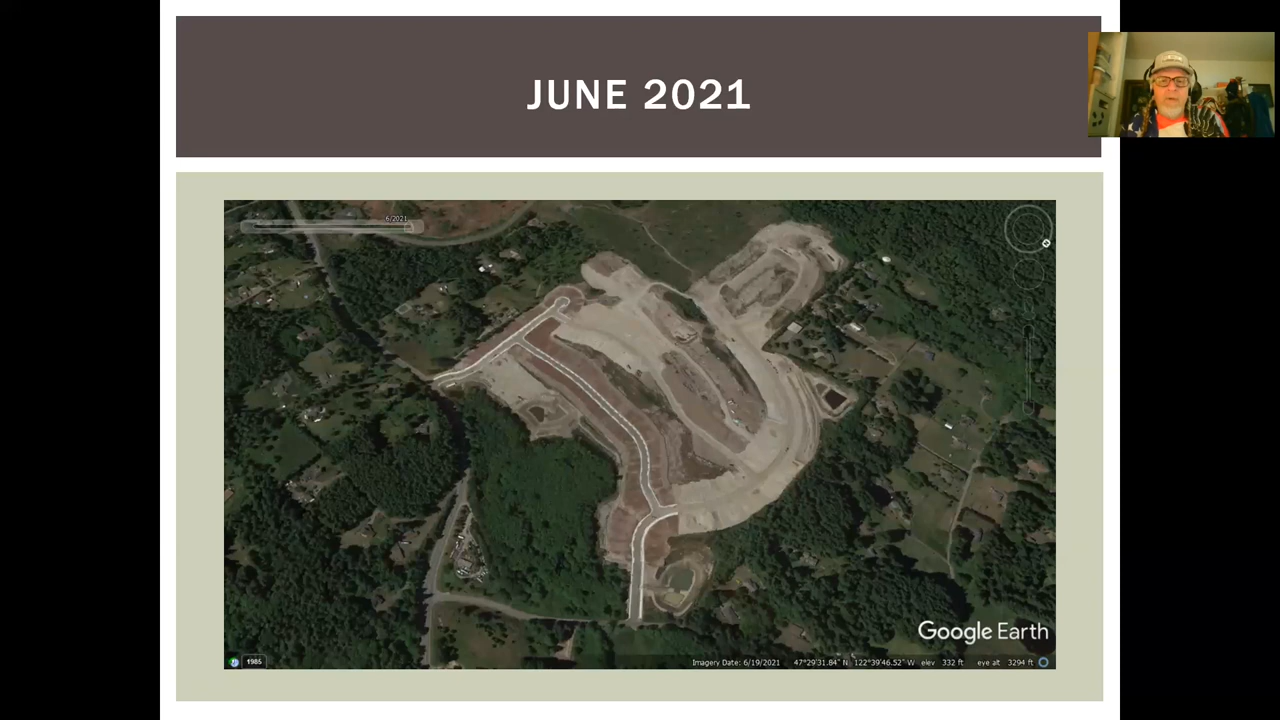 JUNE 2021
6/2021
Google Earth
1985
Imagery Date: 6/19/2021 47°29'31.84" N 122°39'46.52" W elev 332 ft eye alt 3294 ft